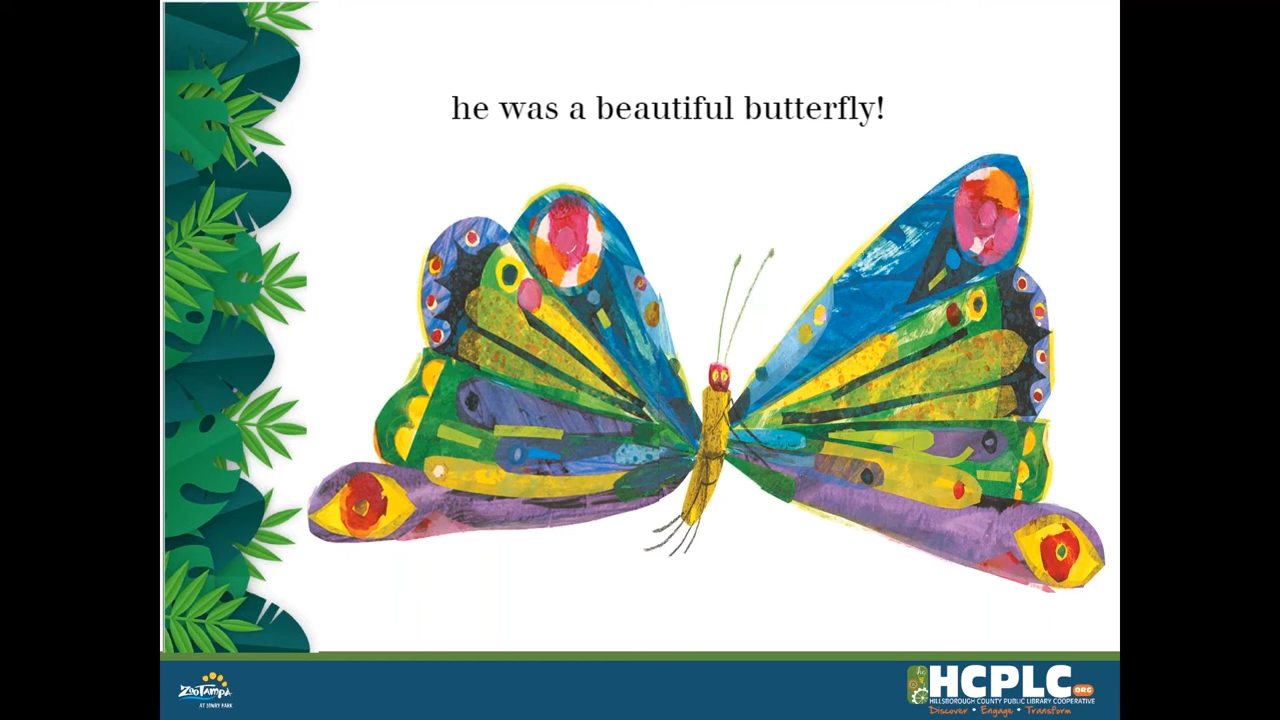 he was a beautiful butterfly!
ZooTampa
AT LOWRY PARK
HCPLC
.ORG
HILLSBOROUGH COUNTY PUBLIC LIBRARY COOPERATIVE
Discover • Engage • Transform